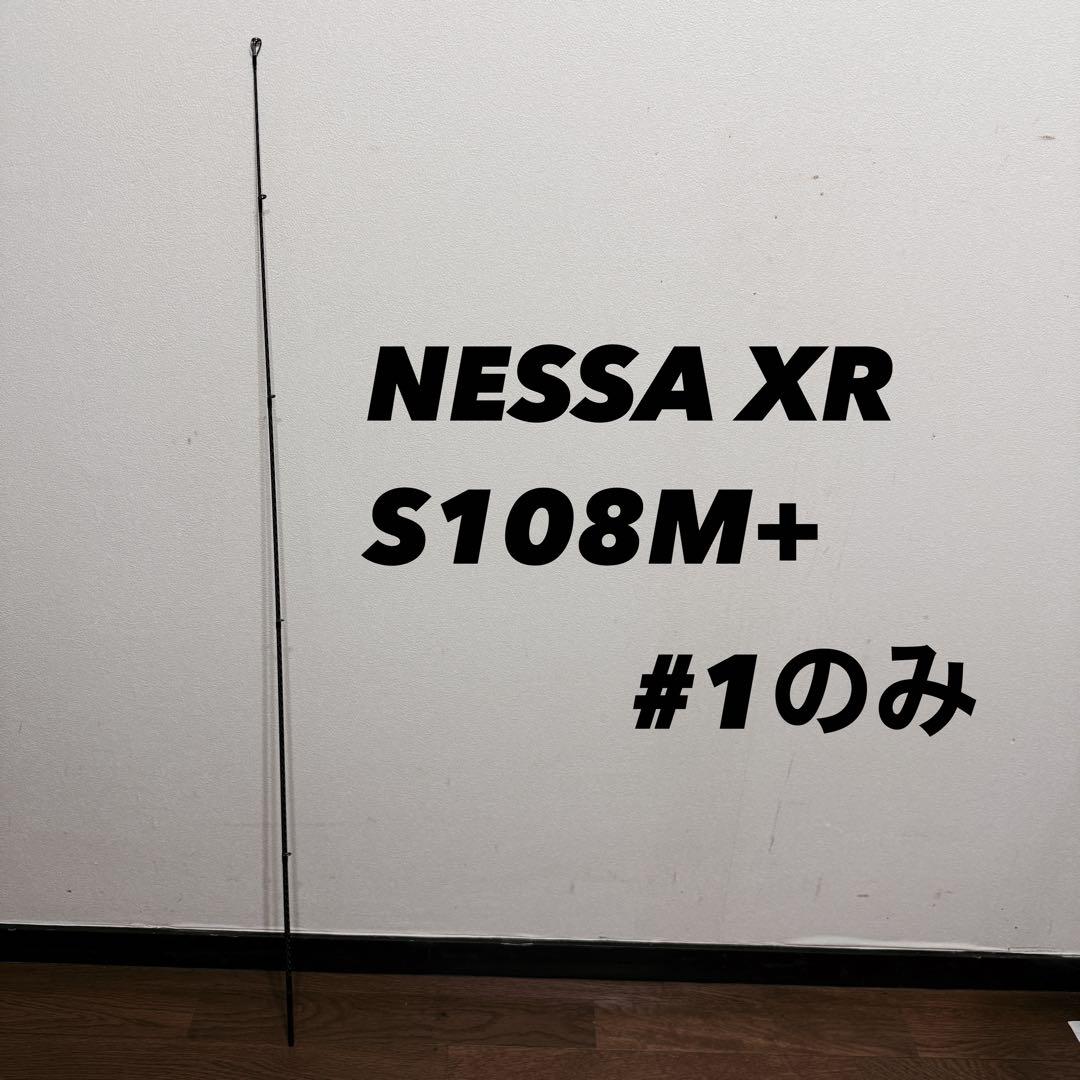 NESSA XR
S108M+
#1のみ